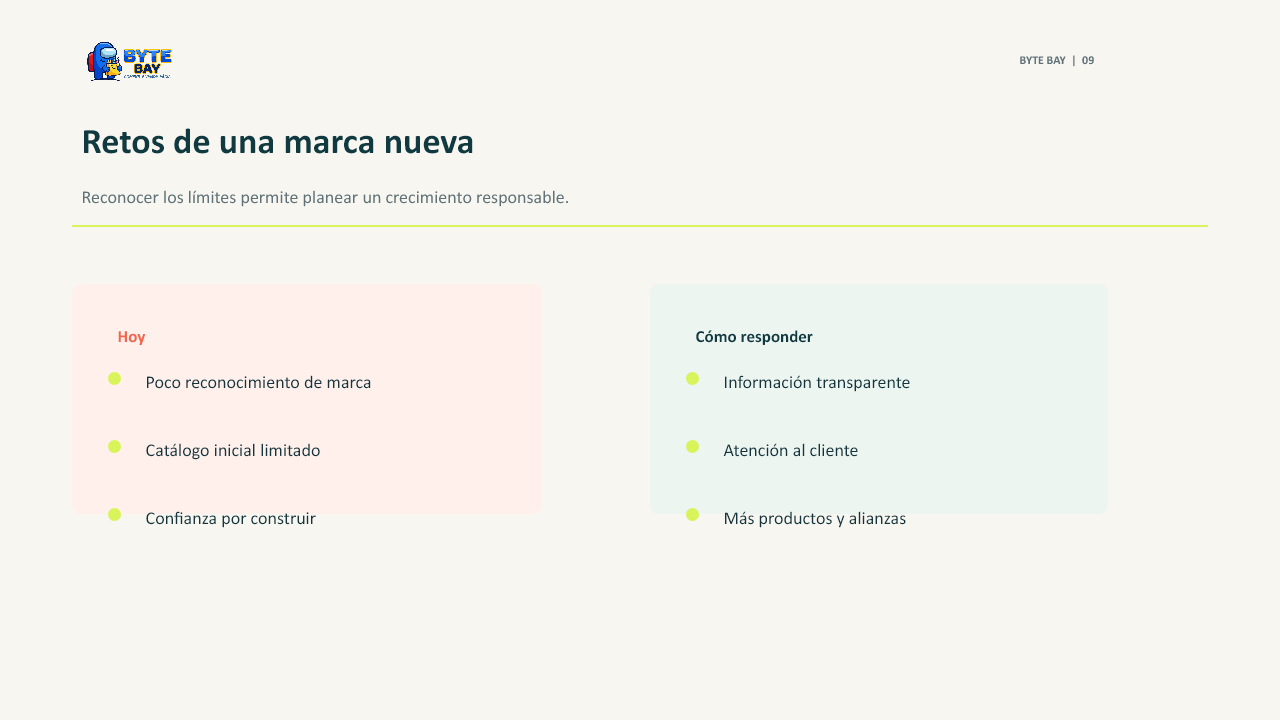 BYTE
BAY
BYTE BAY | 09
Retos de una marca nueva
Reconocer los límites permite planear un crecimiento responsable.
Hoy
Poco reconocimiento de marca
Catálogo inicial limitado
Confianza por construir
Cómo responder
Información transparente
Atención al cliente
Más productos y alianzas